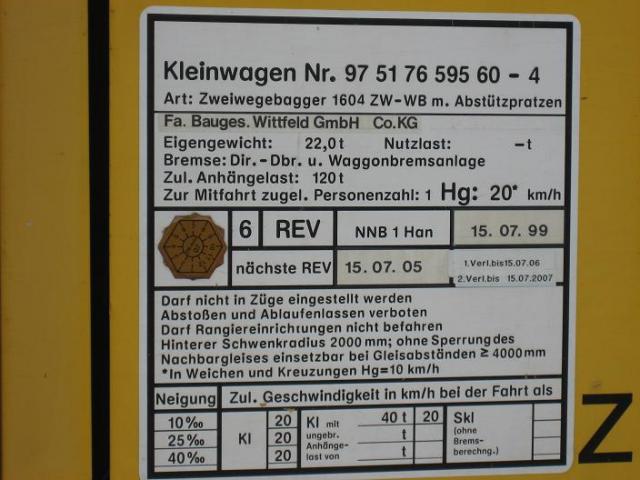 Kleinwagen Nr. 97 51 76 595 60 - 4
Art: Zweiwegebagger 1604 ZW-WB m. Abstützpratzen
Fa. Bauges. Wittfeld GmbH Co.KG
Eigengewicht: 22,0t Nutzlast: -t
Bremse: Dir.-Dbr. u. Waggonbremsanlage
Zul. Anhängelast: 120t
Zur Mitfahrt zugel. Personenzahl: 1 Hg: 20* km/h
6 REV NNB 1 Han 15. 07. 99
nächste REV 15. 07. 05 1.Verl.bis 15.07.06
2.Verl.bis 15.07.2007
Darf nicht in Züge eingestellt werden
Abstoßen und Ablaufenlassen verboten
Darf Rangiereinrichtungen nicht befahren
Hinterer Schwenkradius 2000 mm; ohne Sperrung des
Nachbargleises einsetzbar bei Gleisabständen ≥ 4000mm
*In Weichen und Kreuzungen Hg=10 km/h
Neigung Zul. Geschwindigkeit in km/h bei der Fahrt als
10‰ 20 Kl mit 40 t 20 Skl
25‰ Kl 20 ungebr. t (ohne
Anhänge- Brems-
40‰ 20 last von t berechng.)
Z